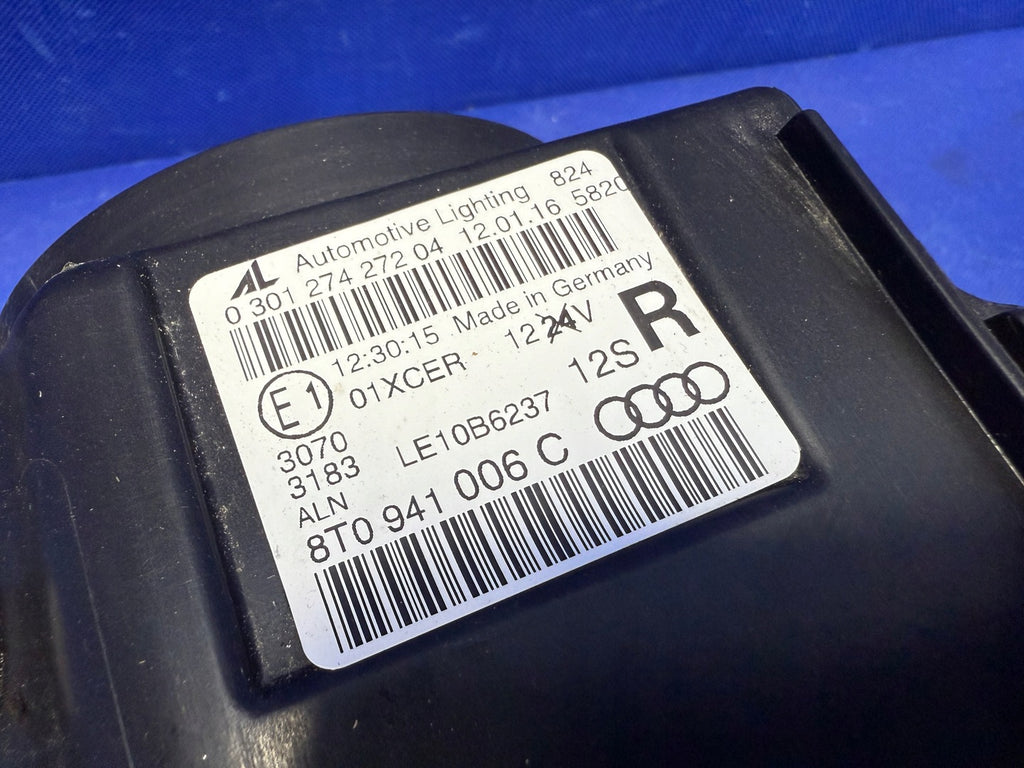 AL Automotive Lighting 824
0 301 274 272 04 12.01.16 5820
12:30:15 Made in Germany
E1 01XCER 12 24V R
3070 LE10B6237 12S
3183
ALN
8T0 941 006 C